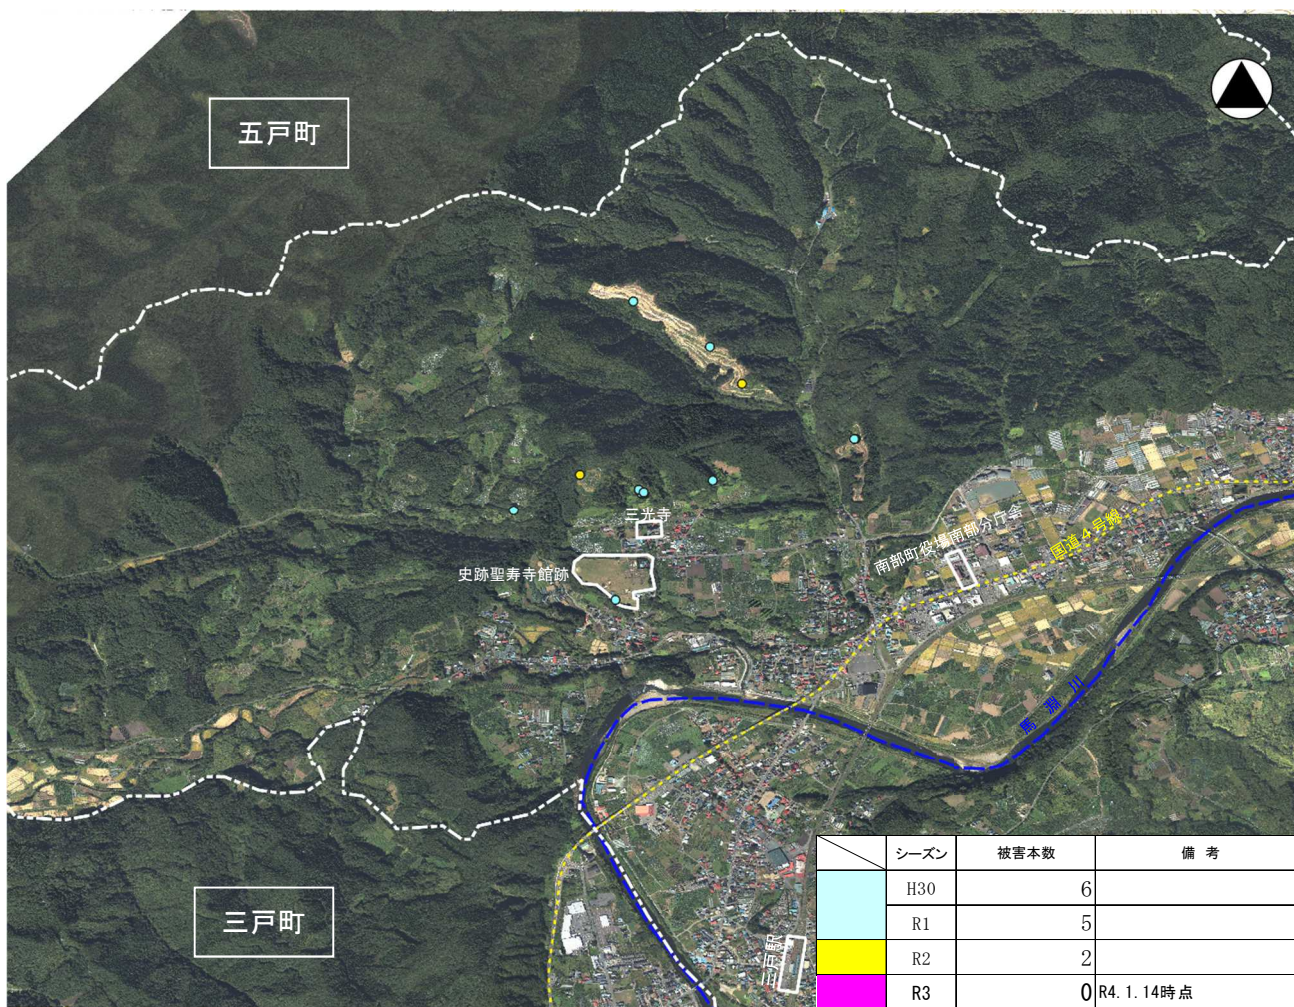 五戸町
三光寺
史跡聖寿寺館跡
南部町役場南部分庁舎
国道4号線
馬淵川
三戸町
三戸駅
シーズン 被害本数 備考
H30 6
R1 5
R2 2
R3 0 R4.1.14時点